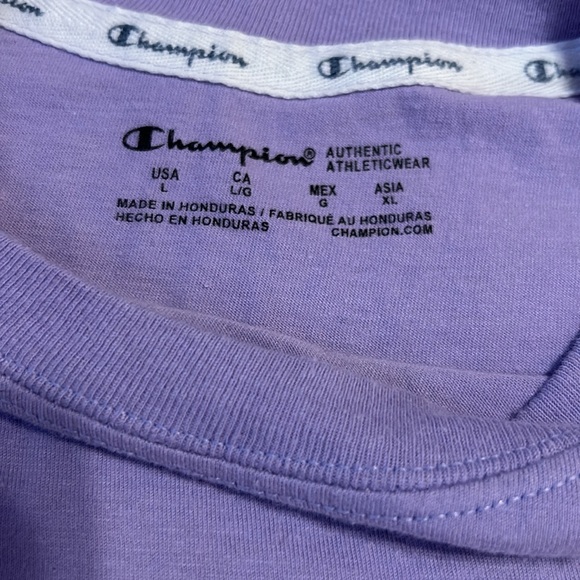 Champion Champion Champion
Champion® AUTHENTIC ATHLETICWEAR
USA CA MEX ASIA
L L/G G XL
MADE IN HONDURAS / FABRIQUÉ AU HONDURAS
HECHO EN HONDURAS CHAMPION.COM